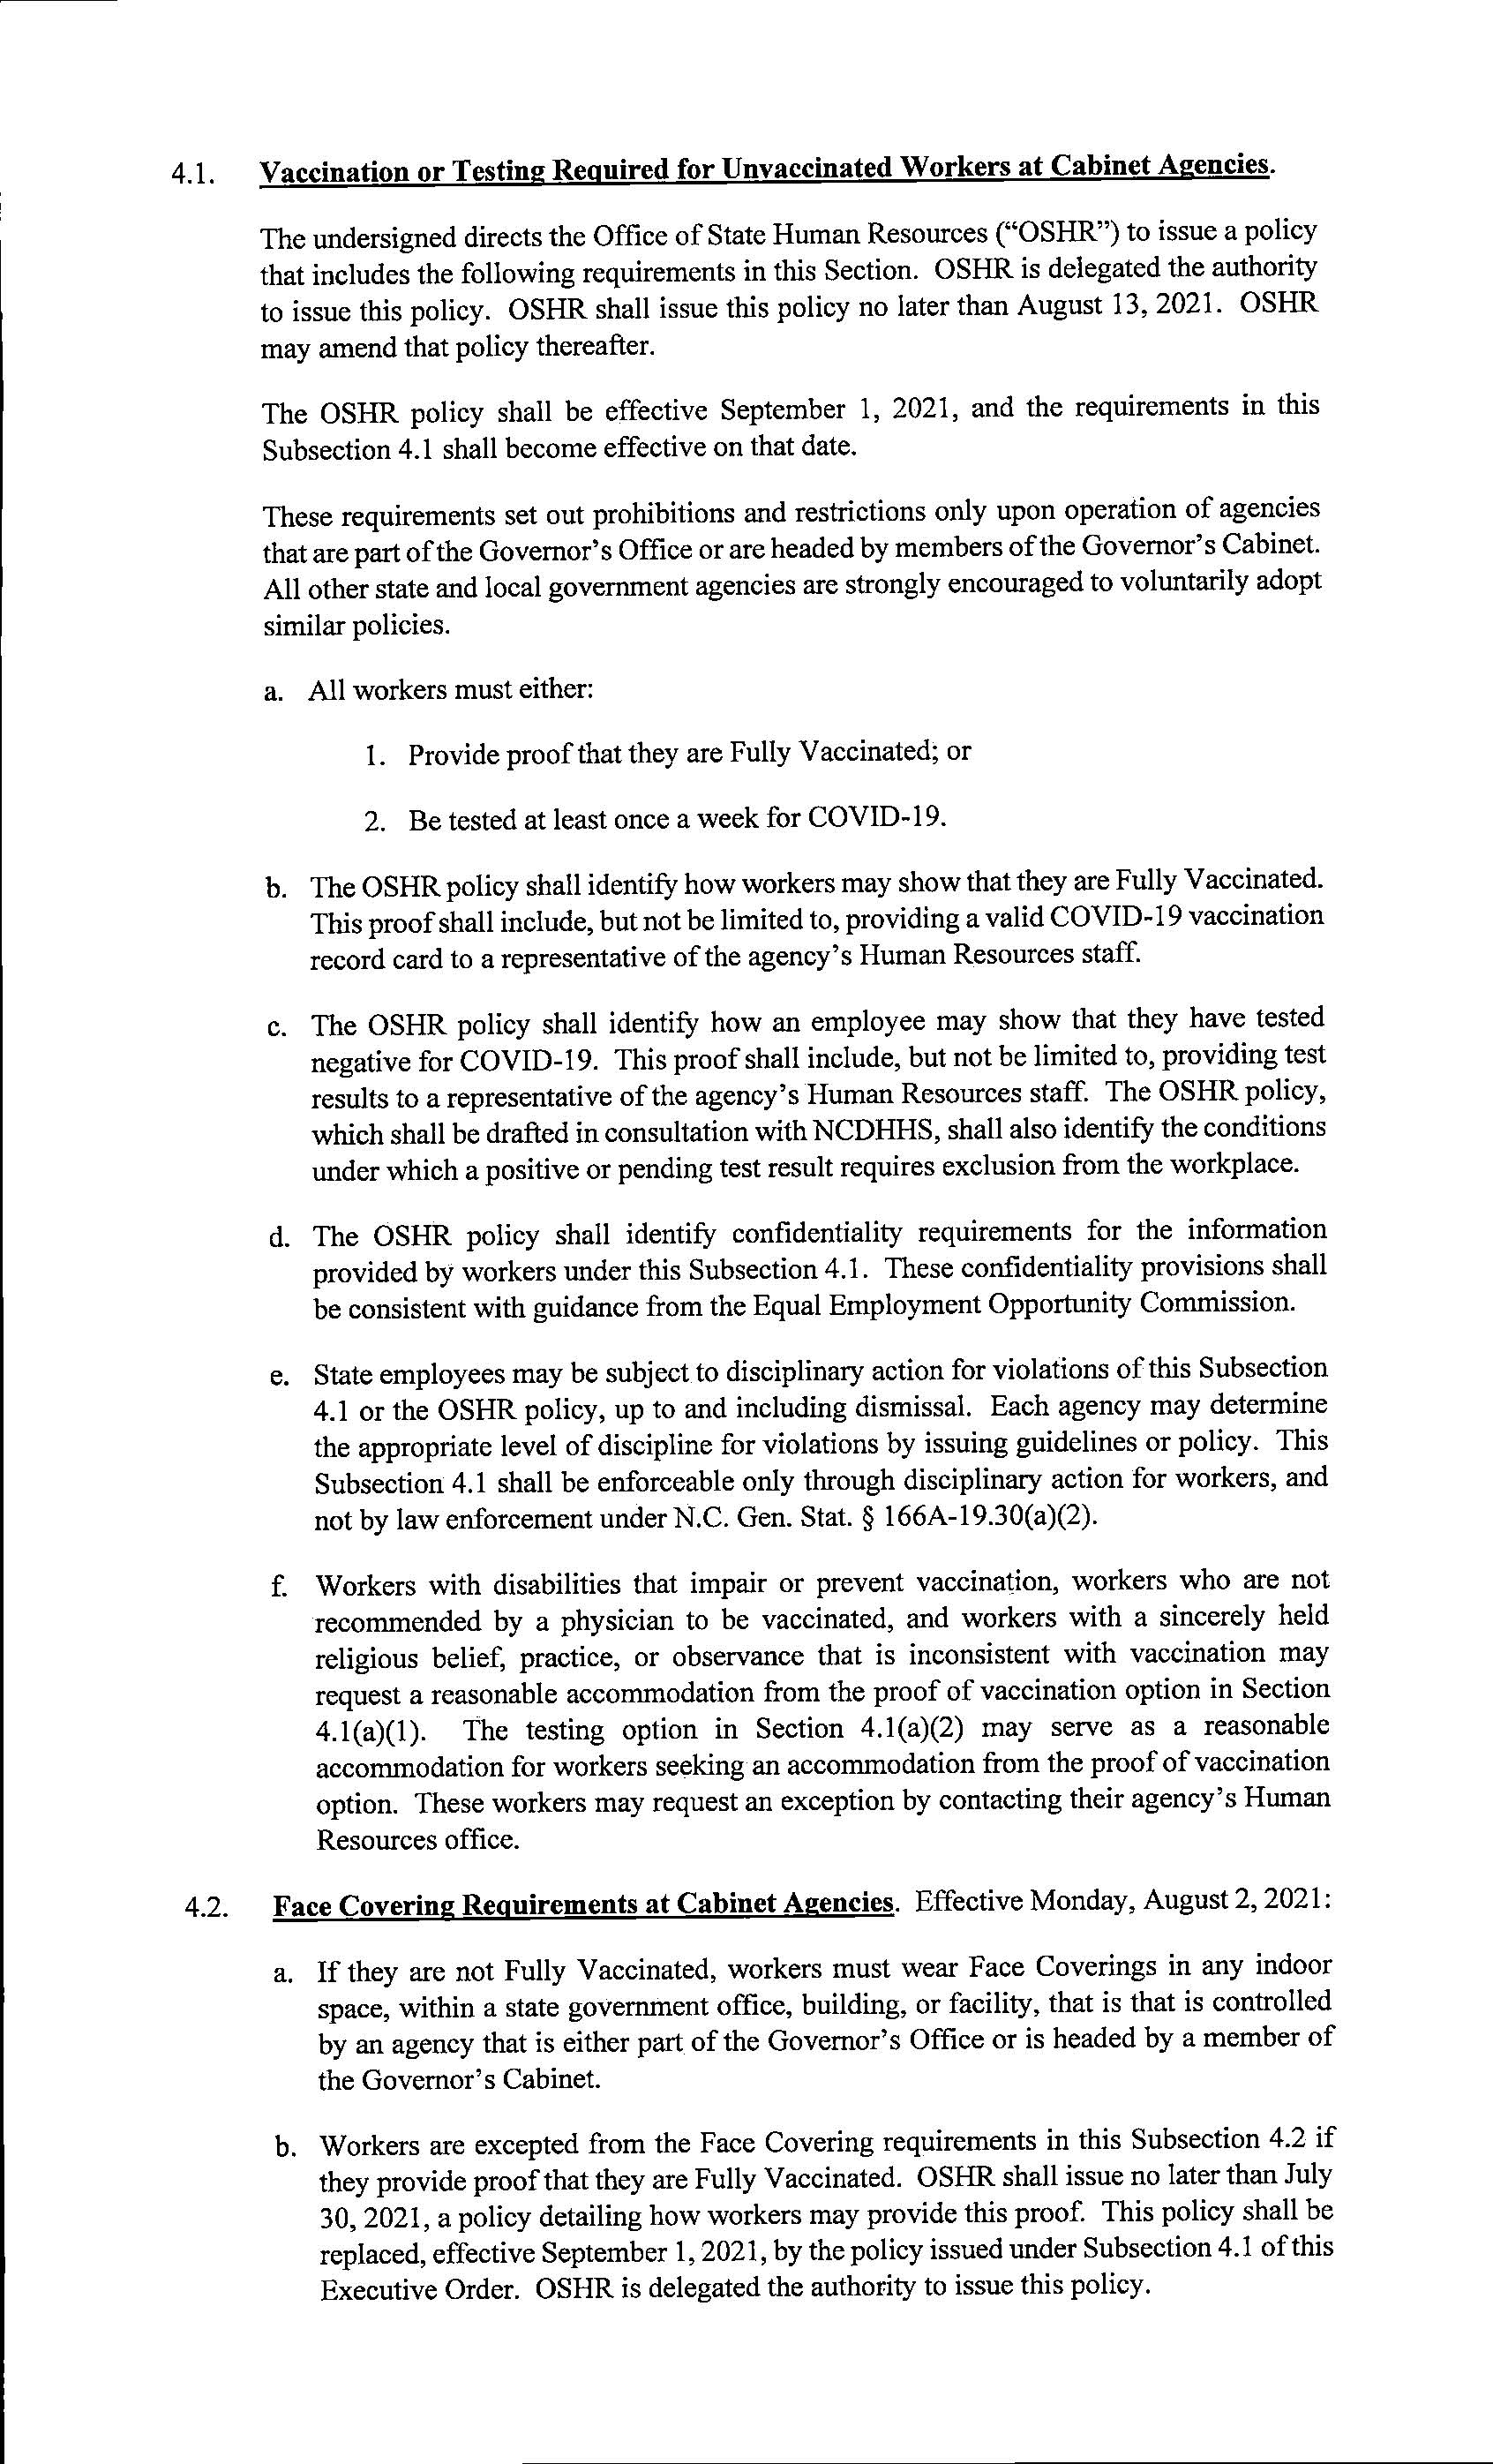 4.1. Vaccination or Testing Required for Unvaccinated Workers at Cabinet Agencies.
The undersigned directs the Office of State Human Resources (“OSHR”) to issue a policy
that includes the following requirements in this Section. OSHR is delegated the authority
to issue this policy. OSHR shall issue this policy no later than August 13, 2021. OSHR
may amend that policy thereafter.
The OSHR policy shall be effective September 1, 2021, and the requirements in this
Subsection 4.1 shall become effective on that date.
These requirements set out prohibitions and restrictions only upon operation of agencies
that are part of the Governor’s Office or are headed by members of the Governor’s Cabinet.
All other state and local government agencies are strongly encouraged to voluntarily adopt
similar policies.
a. All workers must either:
1. Provide proof that they are Fully Vaccinated; or
2. Be tested at least once a week for COVID-19.
b. The OSHR policy shall identify how workers may show that they are Fully Vaccinated.
This proof shall include, but not be limited to, providing a valid COVID-19 vaccination
record card to a representative of the agency’s Human Resources staff.
c. The OSHR policy shall identify how an employee may show that they have tested
negative for COVID-19. This proof shall include, but not be limited to, providing test
results to a representative of the agency’s Human Resources staff. The OSHR policy,
which shall be drafted in consultation with NCDHHS, shall also identify the conditions
under which a positive or pending test result requires exclusion from the workplace.
d. The OSHR policy shall identify confidentiality requirements for the information
provided by workers under this Subsection 4.1. These confidentiality provisions shall
be consistent with guidance from the Equal Employment Opportunity Commission.
e. State employees may be subject to disciplinary action for violations of this Subsection
4.1 or the OSHR policy, up to and including dismissal. Each agency may determine
the appropriate level of discipline for violations by issuing guidelines or policy. This
Subsection 4.1 shall be enforceable only through disciplinary action for workers, and
not by law enforcement under N.C. Gen. Stat. § 166A-19.30(a)(2).
f. Workers with disabilities that impair or prevent vaccination, workers who are not
recommended by a physician to be vaccinated, and workers with a sincerely held
religious belief, practice, or observance that is inconsistent with vaccination may
request a reasonable accommodation from the proof of vaccination option in Section
4.1(a)(1). The testing option in Section 4.1(a)(2) may serve as a reasonable
accommodation for workers seeking an accommodation from the proof of vaccination
option. These workers may request an exception by contacting their agency’s Human
Resources office.
4.2. Face Covering Requirements at Cabinet Agencies. Effective Monday, August 2, 2021:
a. If they are not Fully Vaccinated, workers must wear Face Coverings in any indoor
space, within a state government office, building, or facility, that is that is controlled
by an agency that is either part of the Governor’s Office or is headed by a member of
the Governor’s Cabinet.
b. Workers are excepted from the Face Covering requirements in this Subsection 4.2 if
they provide proof that they are Fully Vaccinated. OSHR shall issue no later than July
30, 2021, a policy detailing how workers may provide this proof. This policy shall be
replaced, effective September 1, 2021, by the policy issued under Subsection 4.1 of this
Executive Order. OSHR is delegated the authority to issue this policy.